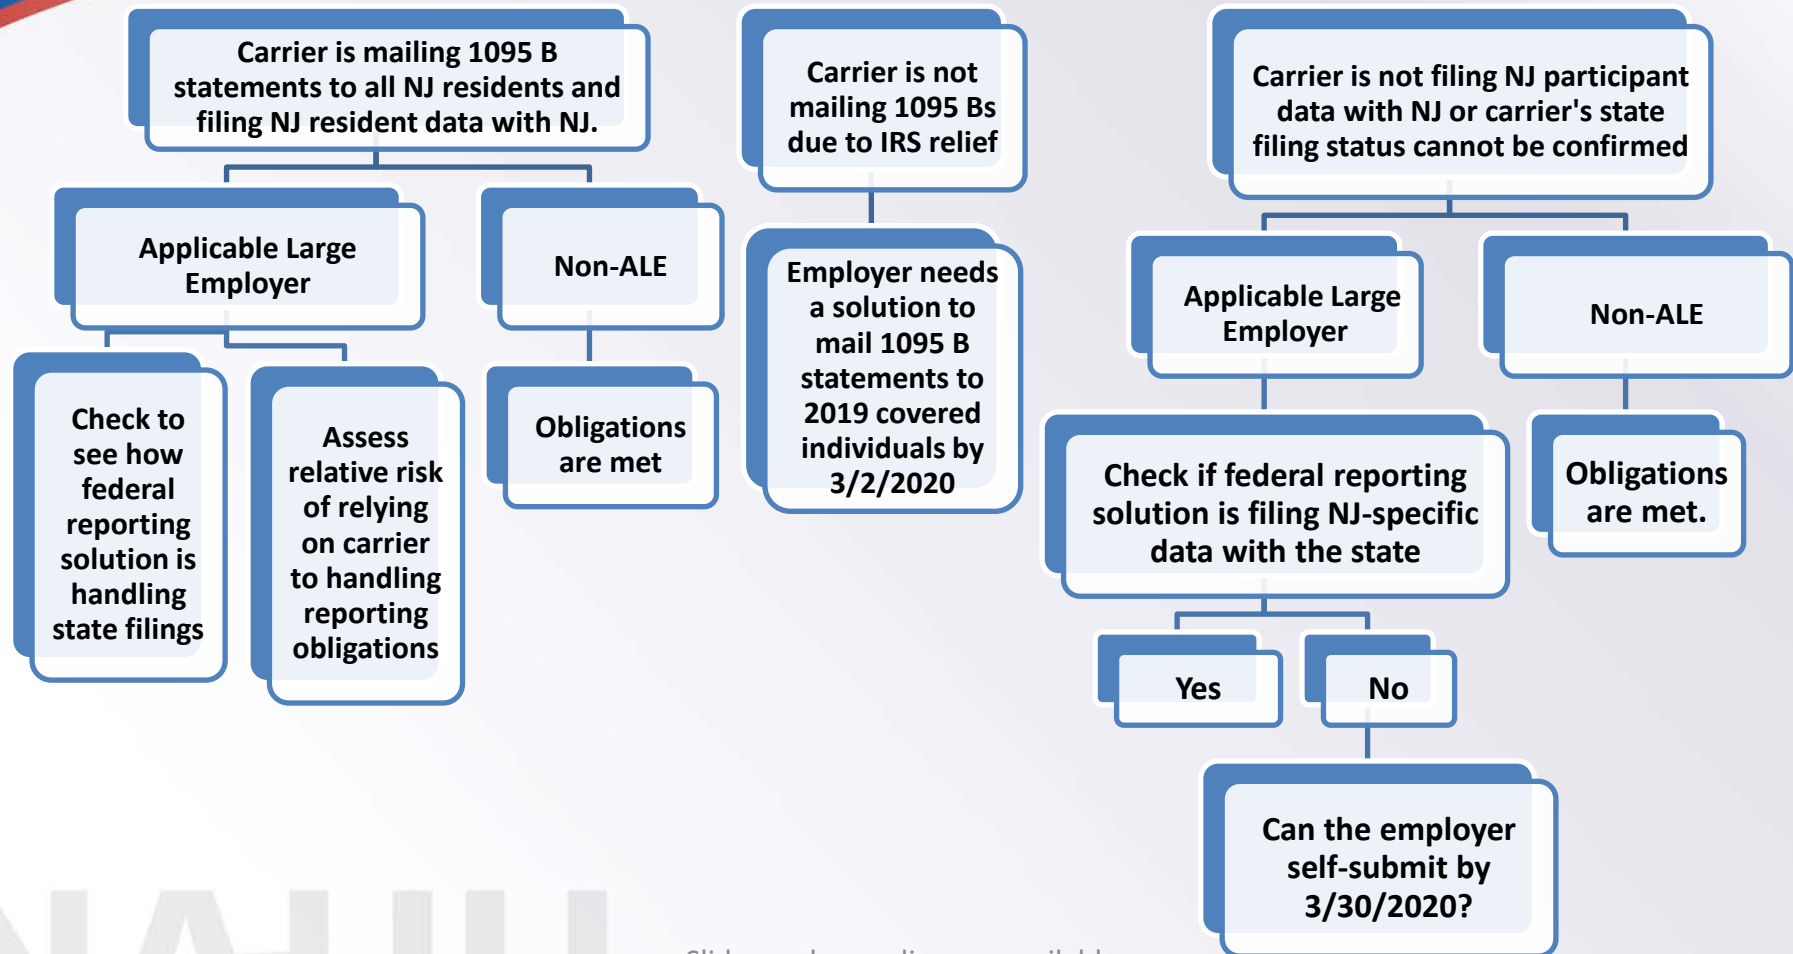 Carrier is mailing 1095 B
statements to all NJ residents and
filing NJ resident data with NJ.
Applicable Large
Employer
Check to
see how
federal
reporting
solution is
handling
state filings
Assess
relative risk
of relying
on carrier
to handling
reporting
obligations
Non-ALE
Obligations
are met
Carrier is not
mailing 1095 Bs
due to IRS relief
Employer needs
a solution to
mail 1095 B
statements to
2019 covered
individuals by
3/2/2020
Carrier is not filing NJ participant
data with NJ or carrier's state
filing status cannot be confirmed
Applicable Large
Employer
Check if federal reporting
solution is filing NJ-specific
data with the state
Yes
No
Can the employer
self-submit by
3/30/2020?
Non-ALE
Obligations
are met.